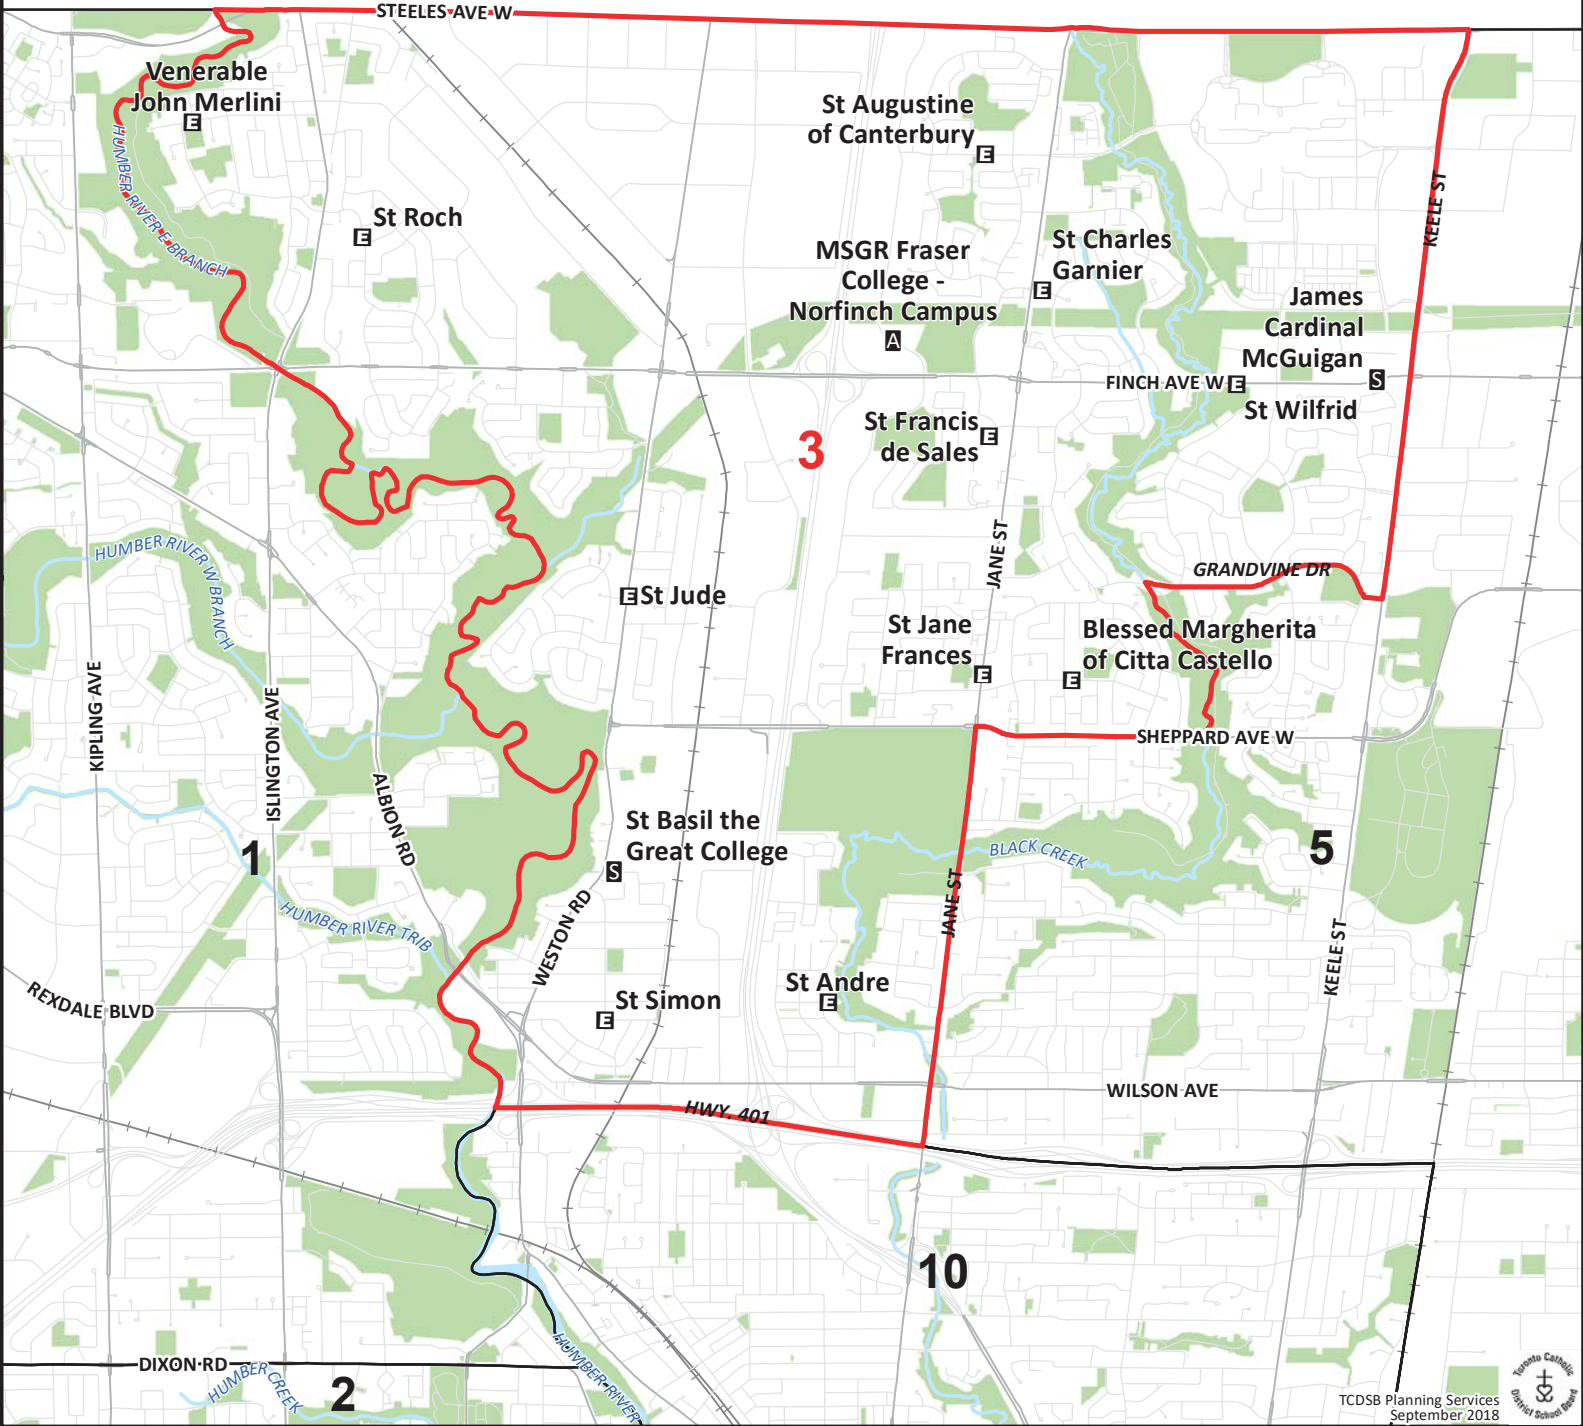 STEELES AVE W
Venerable
John Merlini
E
HUMBER RIVER E BRANCH
St Roch
E
St Augustine
of Canterbury
E
KEELE ST
MSGR Fraser
College -
Norfinch Campus
A
St Charles
Garnier
E
James
Cardinal
McGuigan
S
FINCH AVE W
E
St Wilfrid
St Francis
de Sales
E
3
HUMBER RIVER W BRANCH
JANE ST
GRANDVINE DR
E
St Jude
St Jane
Frances
E
Blessed Margherita
of Citta Castello
E
KIPLING AVE
ISLINGTON AVE
ALBION RD
SHEPPARD AVE W
St Basil the
Great College
S
1
BLACK CREEK
5
JANE ST
HUMBER RIVER TRIB
WESTON RD
KEELE ST
St Andre
E
St Simon
E
REXDALE BLVD
WILSON AVE
HWY. 401
10
DIXON RD
HUMBER CREEK
HUMBER RIVER
2
TCDSB Planning Services
September 2018
Toronto Catholic
District School Board